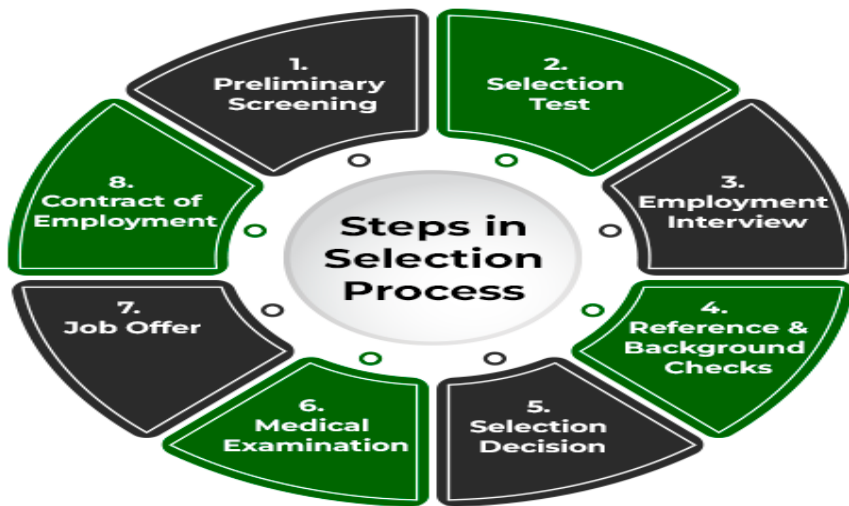 1.
Preliminary
Screening
2.
Selection
Test
3.
Employment
Interview
4.
Reference &
Background
Checks
5.
Selection
Decision
6.
Medical
Examination
7.
Job Offer
8.
Contract of
Employment
Steps in
Selection
Process